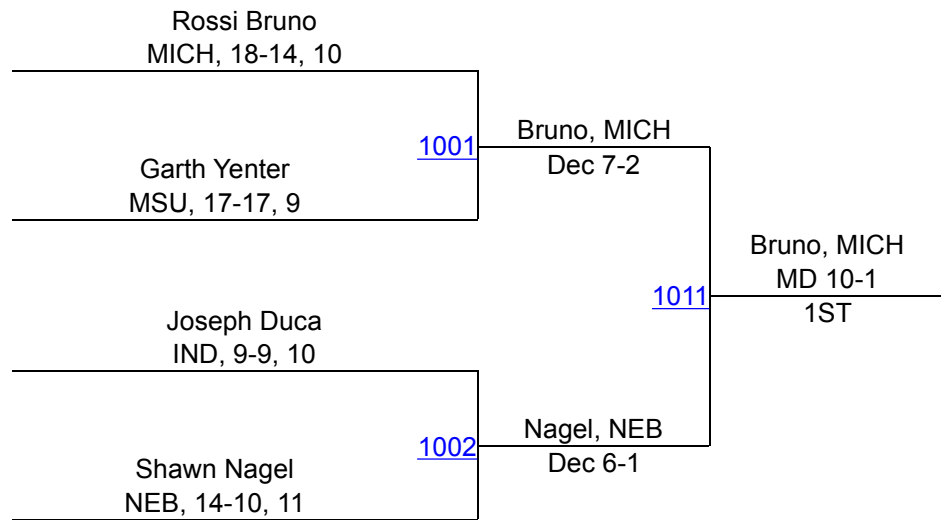 Rossi Bruno
MICH, 18-14, 10
1001
Bruno, MICH
Dec 7-2
Garth Yenter
MSU, 17-17, 9
1011
Bruno, MICH
MD 10-1
1ST
Joseph Duca
IND, 9-9, 10
1002
Nagel, NEB
Dec 6-1
Shawn Nagel
NEB, 14-10, 11